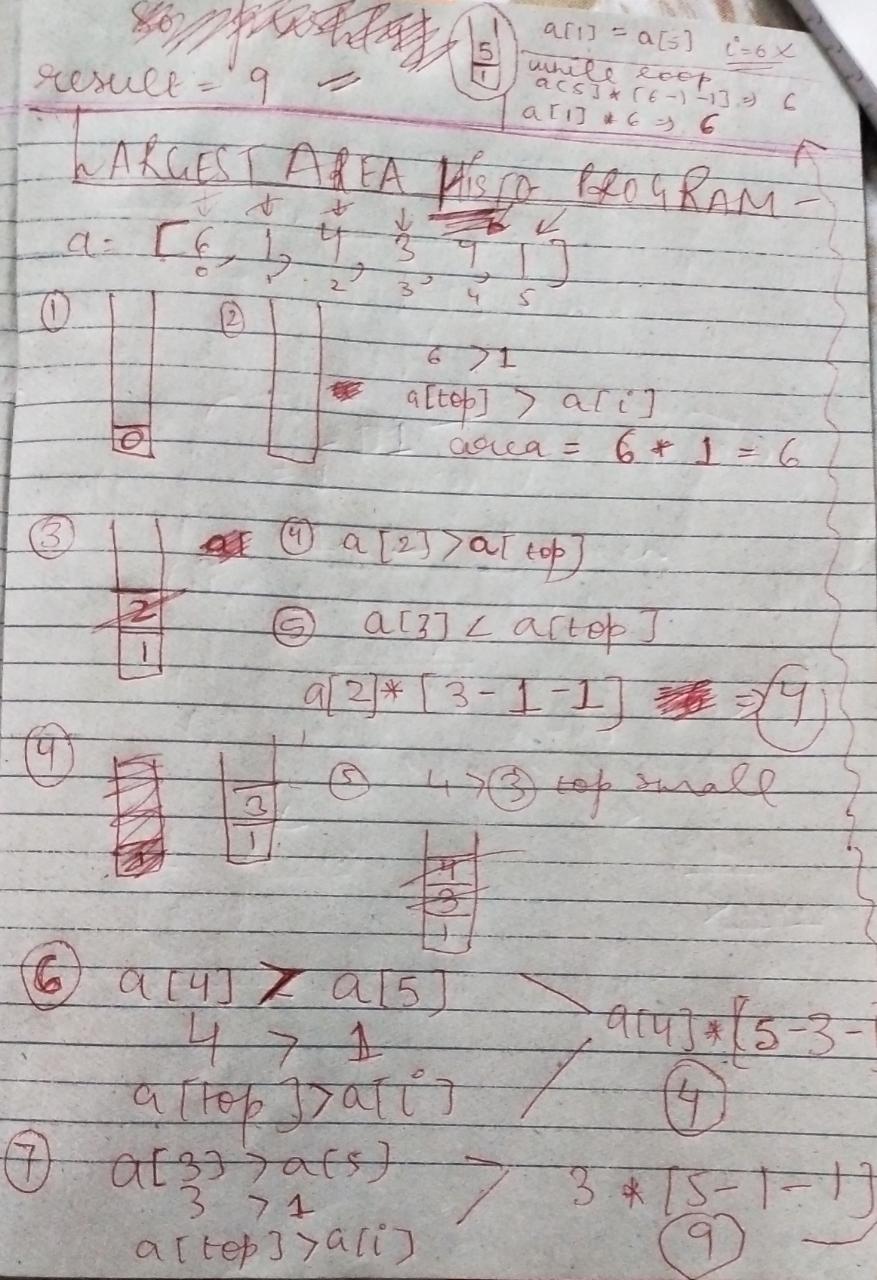 5
1
a[1] = a[5] i=6 x
while loop
a[5] * [6-1-1] => 6
a[1] * 6 => 6
result = 9 =
LARGEST AREA Histo PROGRAM -
a = [6, 1, 4, 3, 4, 1]
0 1 2 3 4 5
① ②
6 > 1
a[top] > a[i]
0
area = 6 * 1 = 6
③ ④ a[2] > a[top]
2
1
⑤ a[3] < a[top]
a[2]* [3-1-1] => 4
④ ⑤ 4 > ③ top small
3
1
4
3
1
⑥ a[4] > a[5]
a[4]*[5-3-
4 > 1
4
a[top] > a[i]
⑦ a[3] > a(5)
3 * [5-1-1]
3 > 1
9
a[top] > a[i]